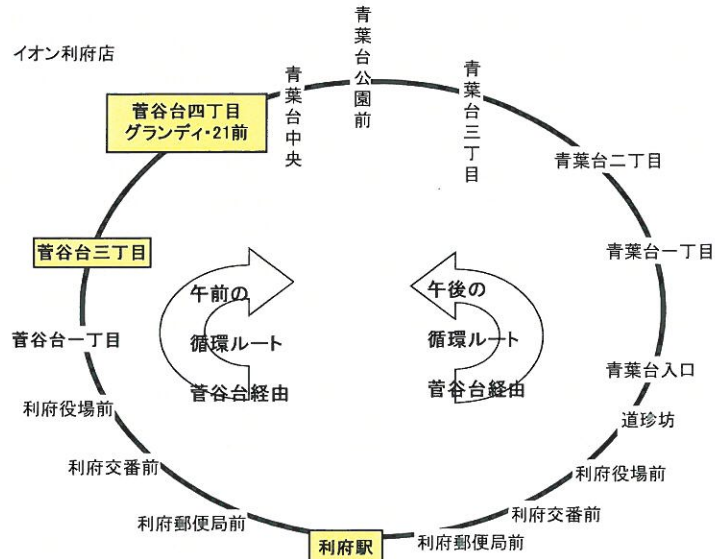 イオン利府店
菅谷台四丁目
グランディ・21前
青葉台中央
青葉台公園前
青葉台三丁目
青葉台二丁目
菅谷台三丁目
青葉台一丁目
午前の
循環ルート
菅谷台経由
午後の
循環ルート
菅谷台経由
菅谷台一丁目
青葉台入口
利府役場前
道珍坊
利府交番前
利府役場前
利府郵便局前
利府交番前
利府駅
利府郵便局前